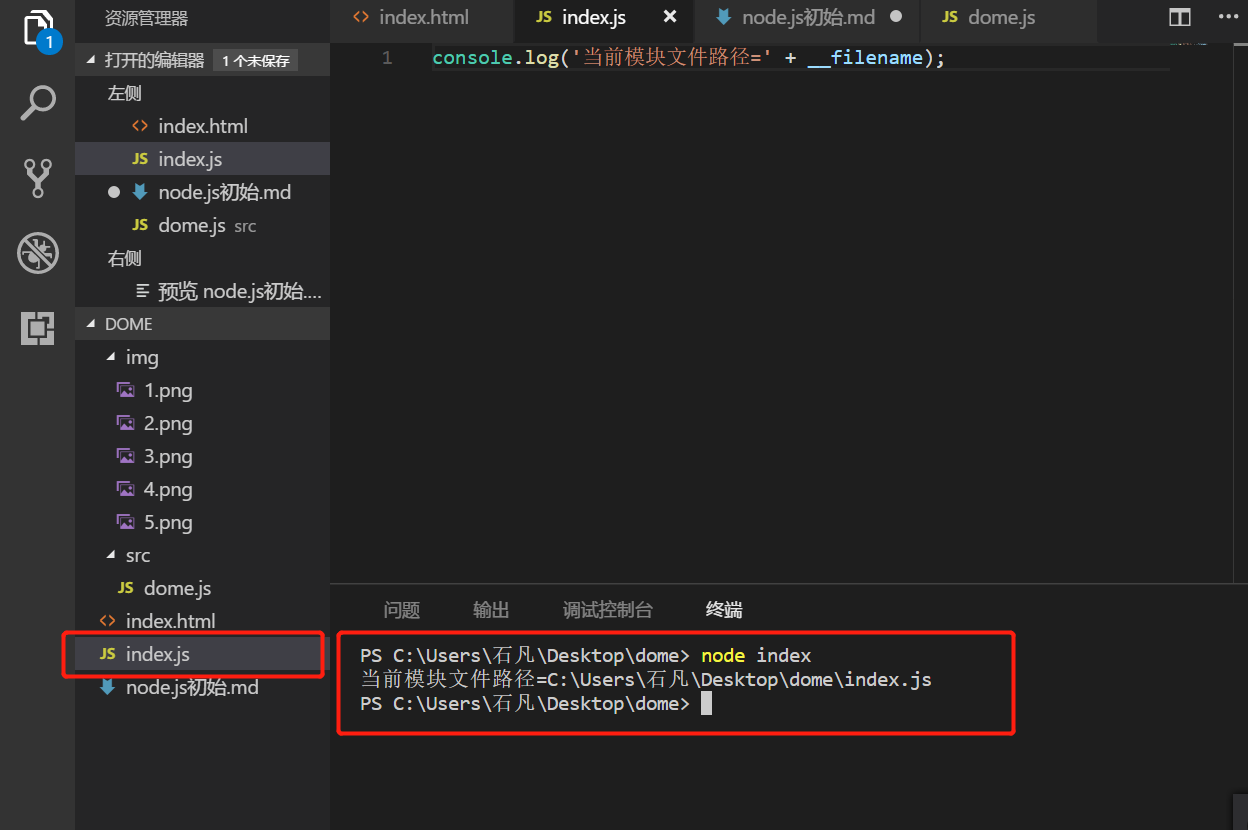 资源管理器
1
打开的编辑器 1 个未保存
左侧
index.html
JS index.js
node.js初始.md
JS dome.js src
右侧
预览 node.js初始....
DOME
img
1.png
2.png
3.png
4.png
5.png
src
JS dome.js
index.html
JS index.js
node.js初始.md
index.html JS index.js node.js初始.md JS dome.js
1 console.log('当前模块文件路径=' + __filename);
问题 输出 调试控制台 终端
PS C:\Users\石凡\Desktop\dome> node index
当前模块文件路径=C:\Users\石凡\Desktop\dome\index.js
PS C:\Users\石凡\Desktop\dome>